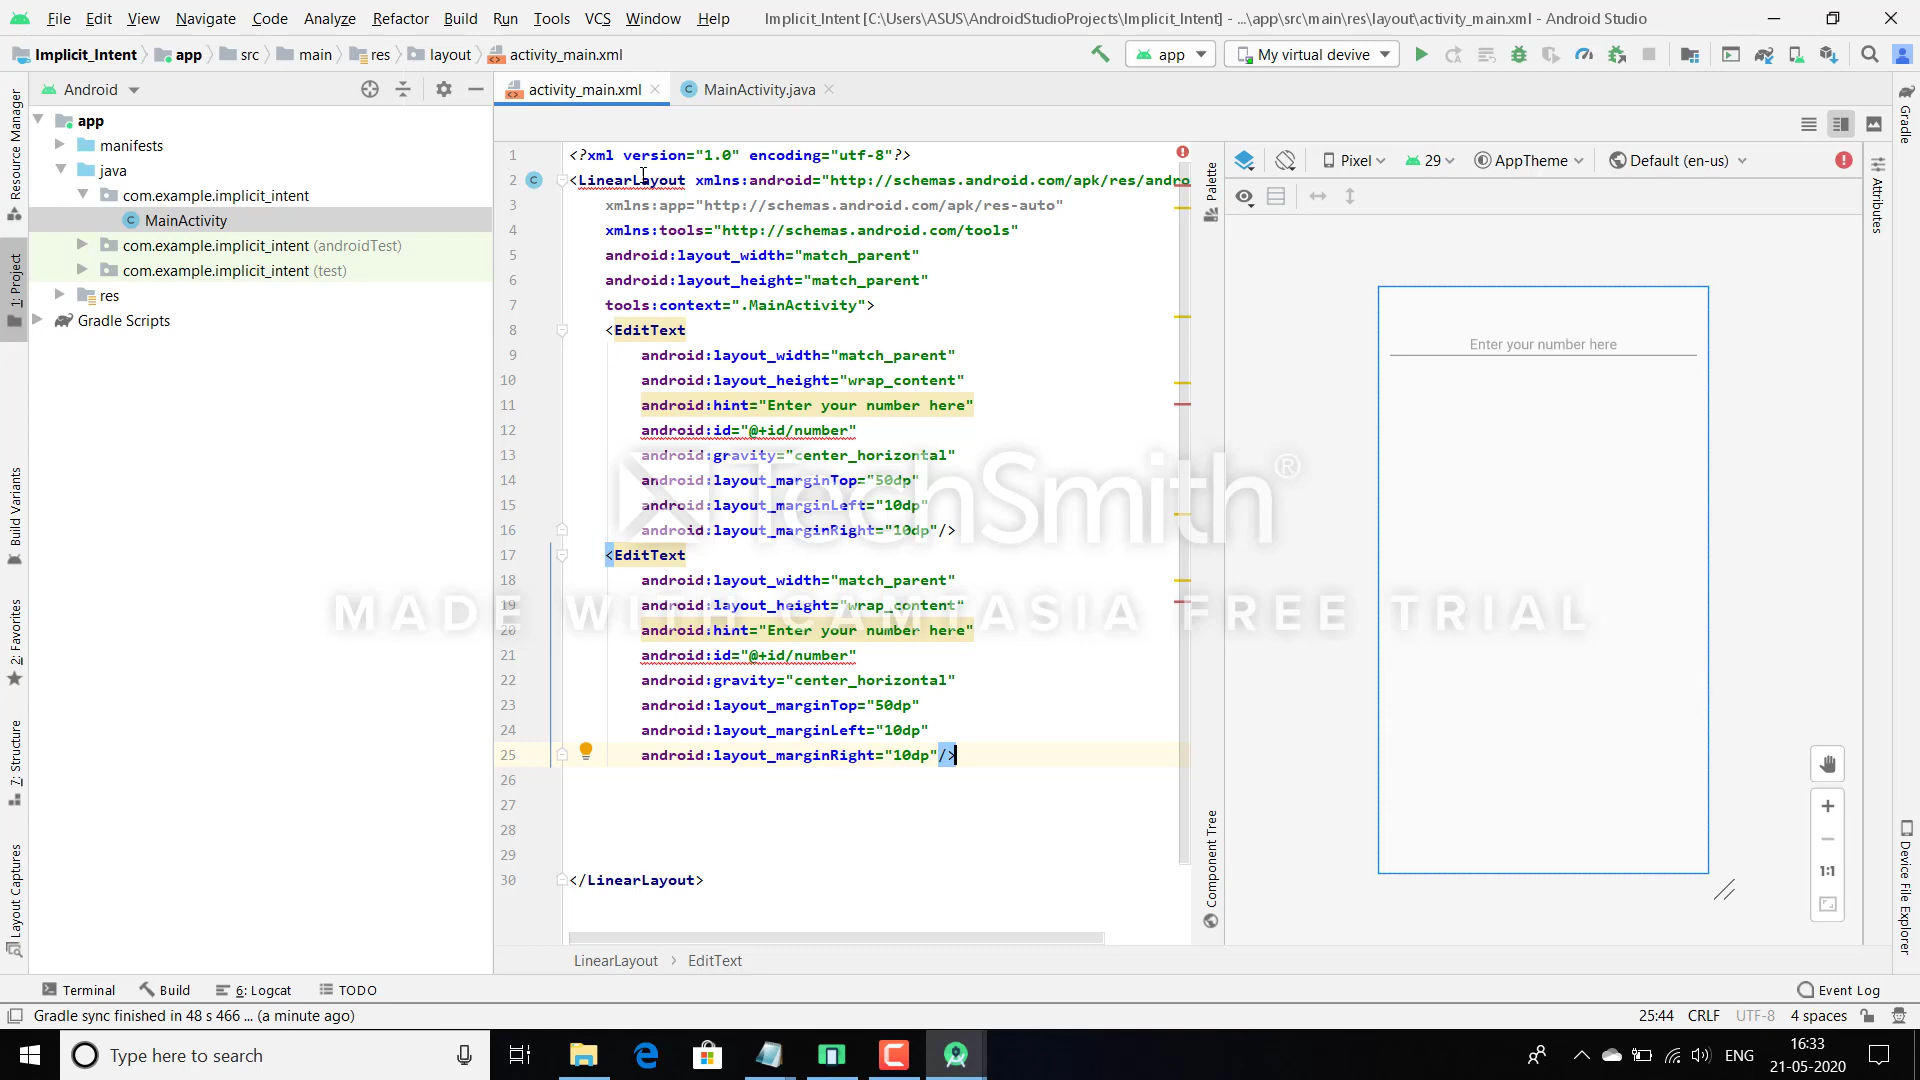 File Edit View Navigate Code Analyze Refactor Build Run Tools VCS Window Help Implicit_Intent [C:\Users\ASUS\AndroidStudioProjects\Implicit_Intent] - ...\app\src\main\res\layout\activity_main.xml - Android Studio
Implicit_Intent app src main res layout activity_main.xml app My virtual devive
Android activity_main.xml MainActivity.java
app
manifests
java
com.example.implicit_intent
MainActivity
com.example.implicit_intent (androidTest)
com.example.implicit_intent (test)
res
Gradle Scripts
Resource Manager
1: Project
Build Variants
2: Favorites
7: Structure
Layout Captures
1 <?xml version="1.0" encoding="utf-8"?>
2 <LinearLayout xmlns:android="http://schemas.android.com/apk/res/andro
3 xmlns:app="http://schemas.android.com/apk/res-auto"
4 xmlns:tools="http://schemas.android.com/tools"
5 android:layout_width="match_parent"
6 android:layout_height="match_parent"
7 tools:context=".MainActivity">
8 <EditText
9 android:layout_width="match_parent"
10 android:layout_height="wrap_content"
11 android:hint="Enter your number here"
12 android:id="@+id/number"
13 android:gravity="center_horizontal"
14 android:layout_marginTop="50dp"
15 android:layout_marginLeft="10dp"
16 android:layout_marginRight="10dp"/>
17 <EditText
18 android:layout_width="match_parent"
19 android:layout_height="wrap_content"
20 android:hint="Enter your number here"
21 android:id="@+id/number"
22 android:gravity="center_horizontal"
23 android:layout_marginTop="50dp"
24 android:layout_marginLeft="10dp"
25 android:layout_marginRight="10dp"/>
26
27
28
29
30 </LinearLayout>
LinearLayout > EditText
Palette
Component Tree
Pixel 29 AppTheme Default (en-us)
Enter your number here
1:1
Gradle
Attributes
Device File Explorer
TechSmith®
MADE WITH CAMTASIA FREE TRIAL
Terminal Build 6: Logcat TODO Event Log
Gradle sync finished in 48 s 466 ... (a minute ago) 25:44 CRLF UTF-8 4 spaces
Type here to search ENG 16:33
21-05-2020